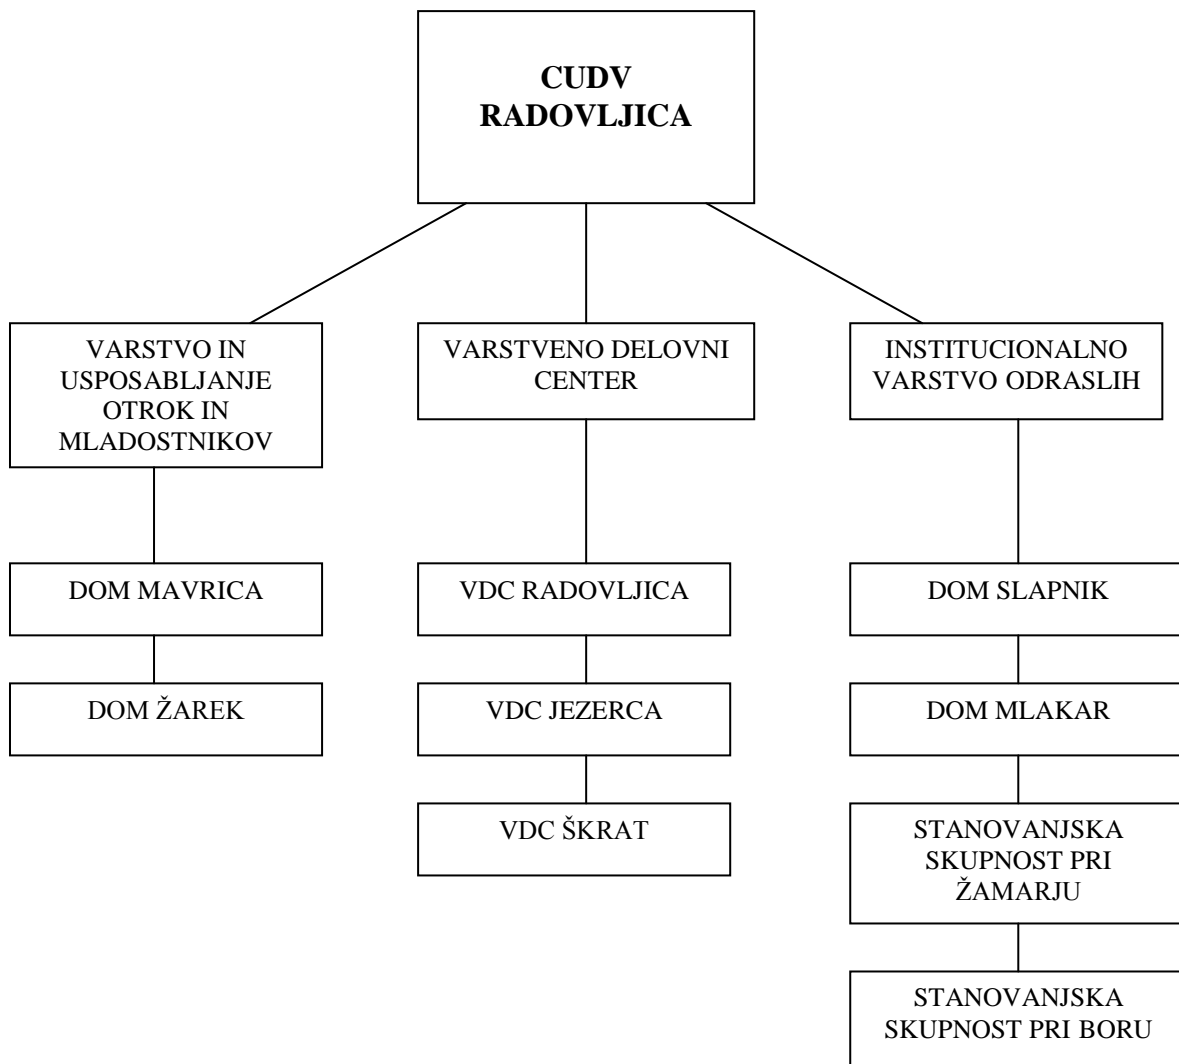 CUDV
RADOVLJICA
VARSTVO IN
USPOSABLJANJE
OTROK IN
MLADOSTNIKOV
VARSTVENO DELOVNI
CENTER
INSTITUCIONALNO
VARSTVO ODRASLIH
DOM MAVRICA
VDC RADOVLJICA
DOM SLAPNIK
DOM ŽAREK
VDC JEZERCA
DOM MLAKAR
VDC ŠKRAT
STANOVANJSKA
SKUPNOST PRI
ŽAMARJU
STANOVANJSKA
SKUPNOST PRI BORU